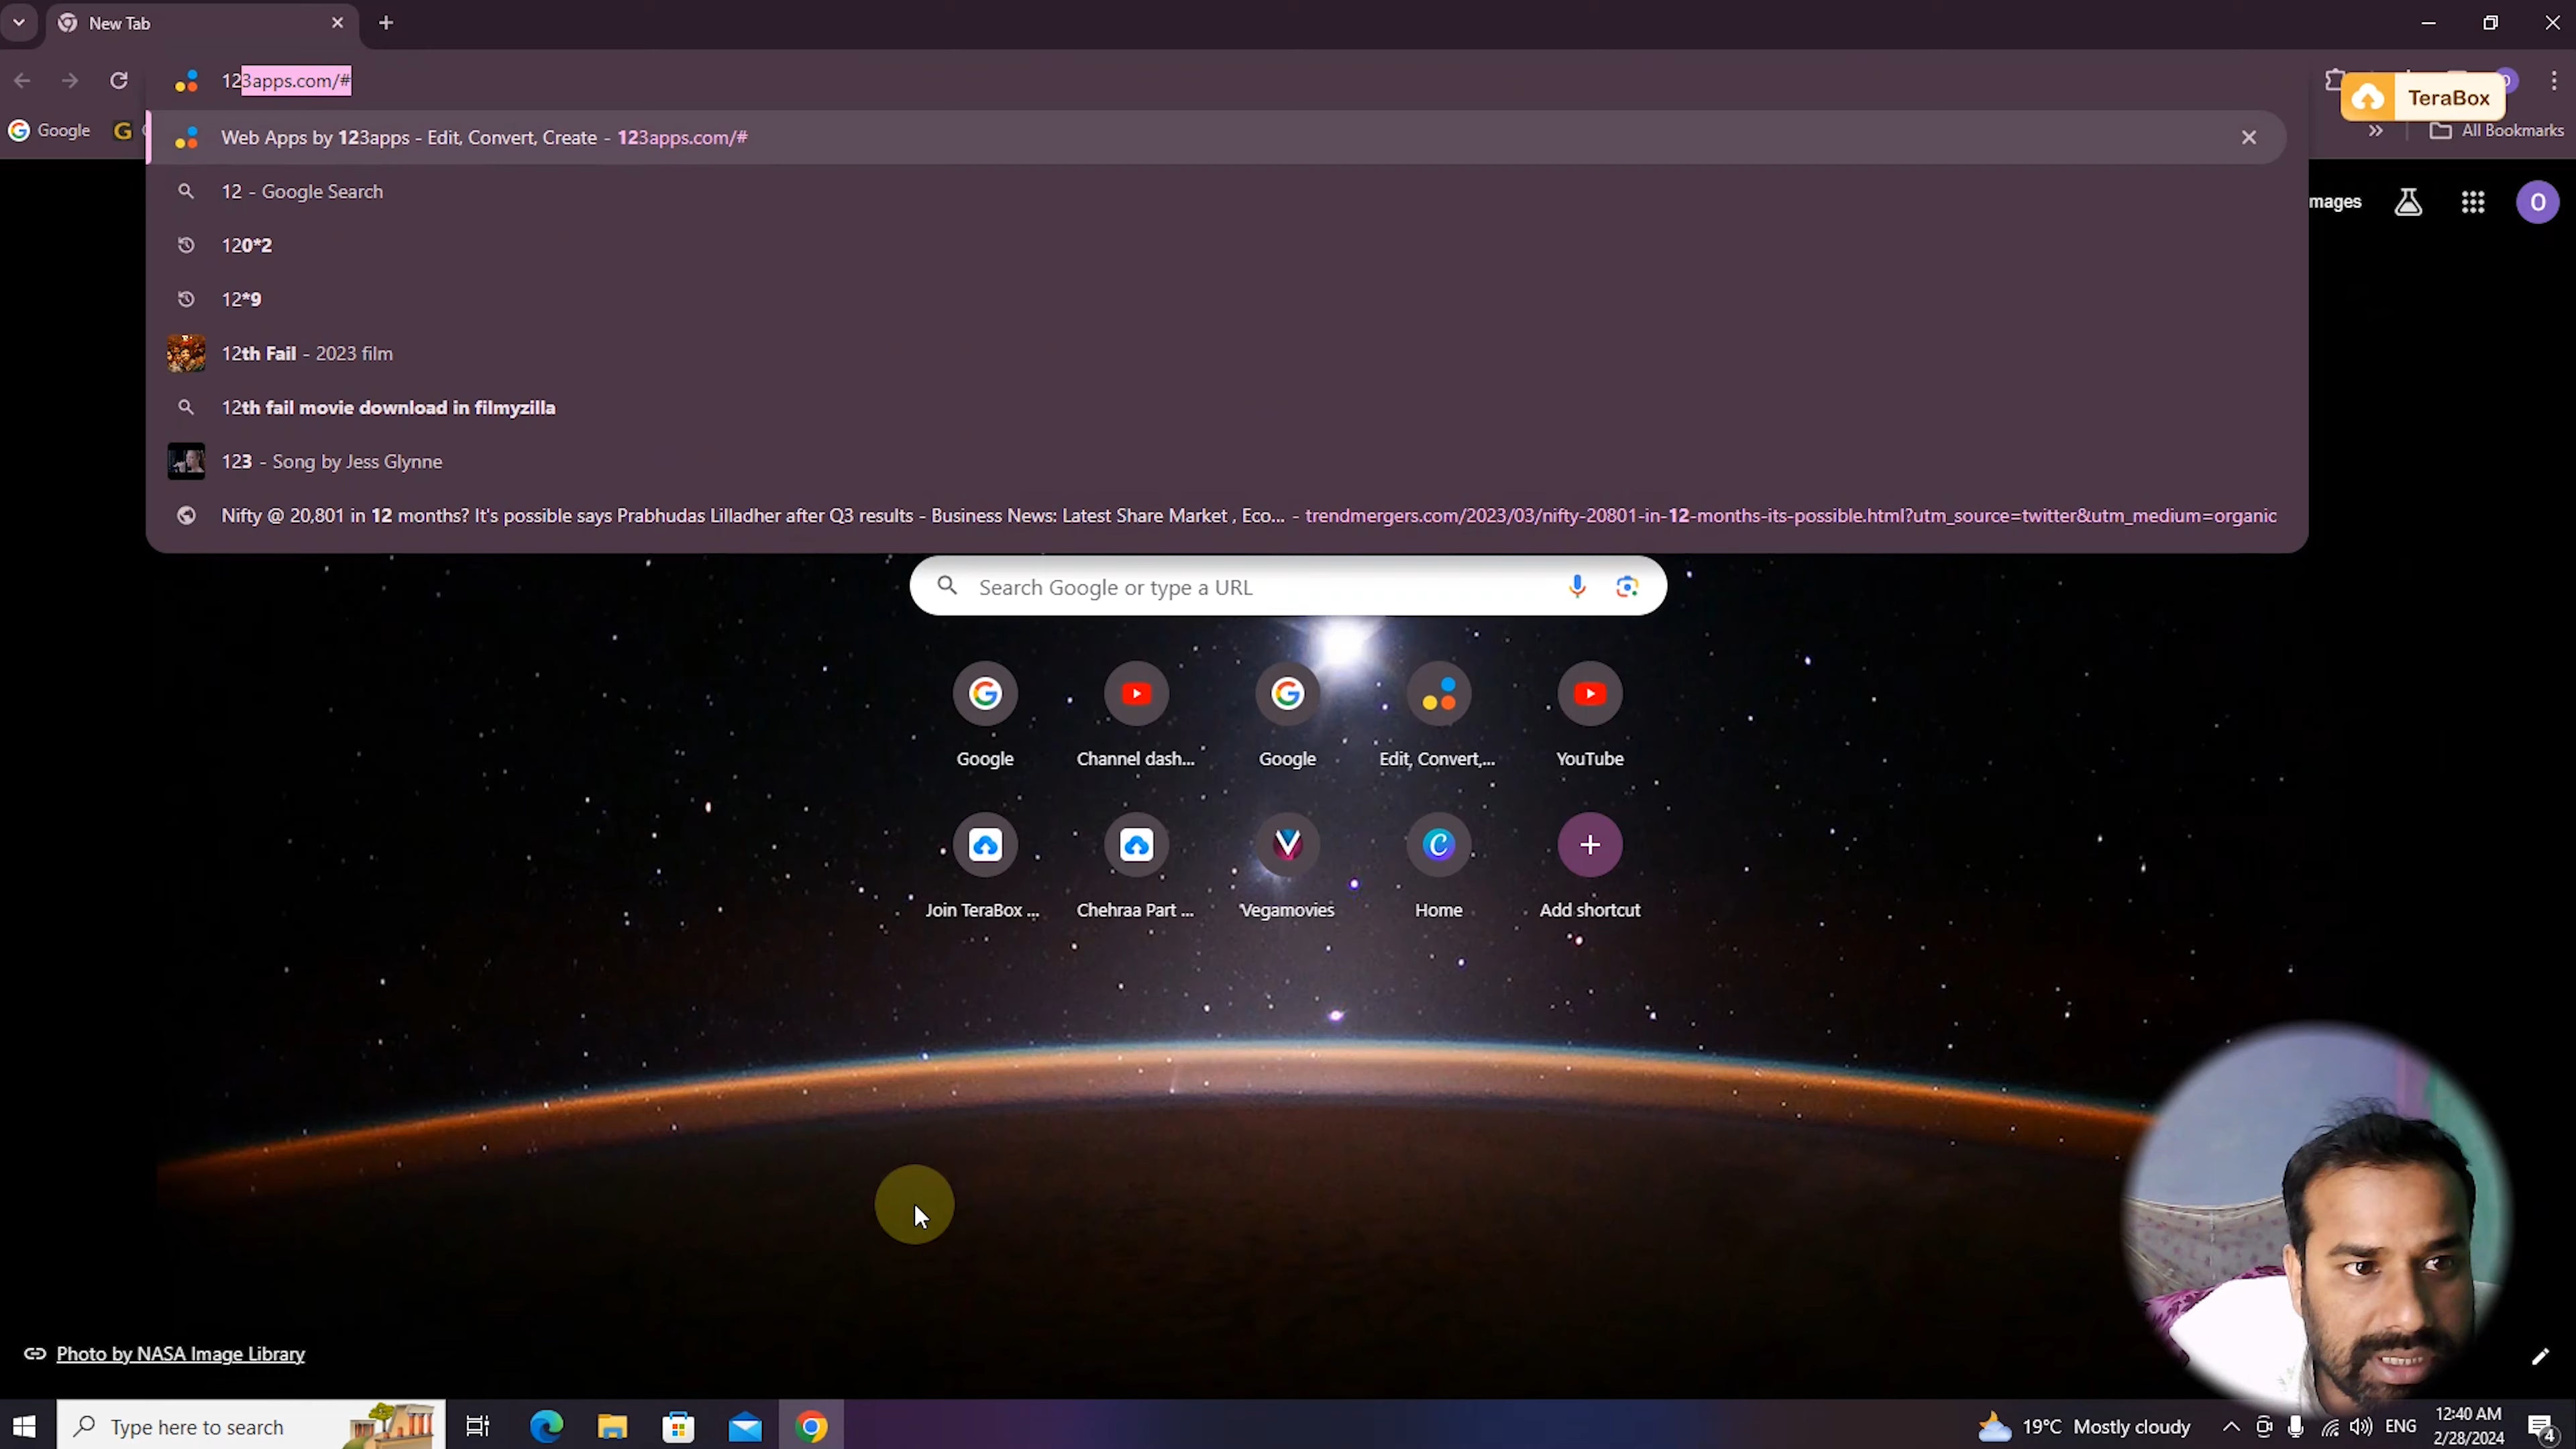 New Tab
123apps.com/#
TeraBox
Google
All Bookmarks
Web Apps by 123apps - Edit, Convert, Create - 123apps.com/#
12 - Google Search
mages
O
120*2
12*9
12th Fail - 2023 film
12th fail movie download in filmyzilla
123 - Song by Jess Glynne
Nifty @ 20,801 in 12 months? It's possible says Prabhudas Lilladher after Q3 results - Business News: Latest Share Market , Eco... - trendmergers.com/2023/03/nifty-20801-in-12-months-its-possible.html?utm_source=twitter&utm_medium=organic
Search Google or type a URL
Google Channel dash... Google Edit, Convert,... YouTube
Join TeraBox ... Chehraa Part ... Vegamovies Home Add shortcut
Photo by NASA Image Library
Type here to search
19°C Mostly cloudy
ENG
12:40 AM
2/28/2024
4